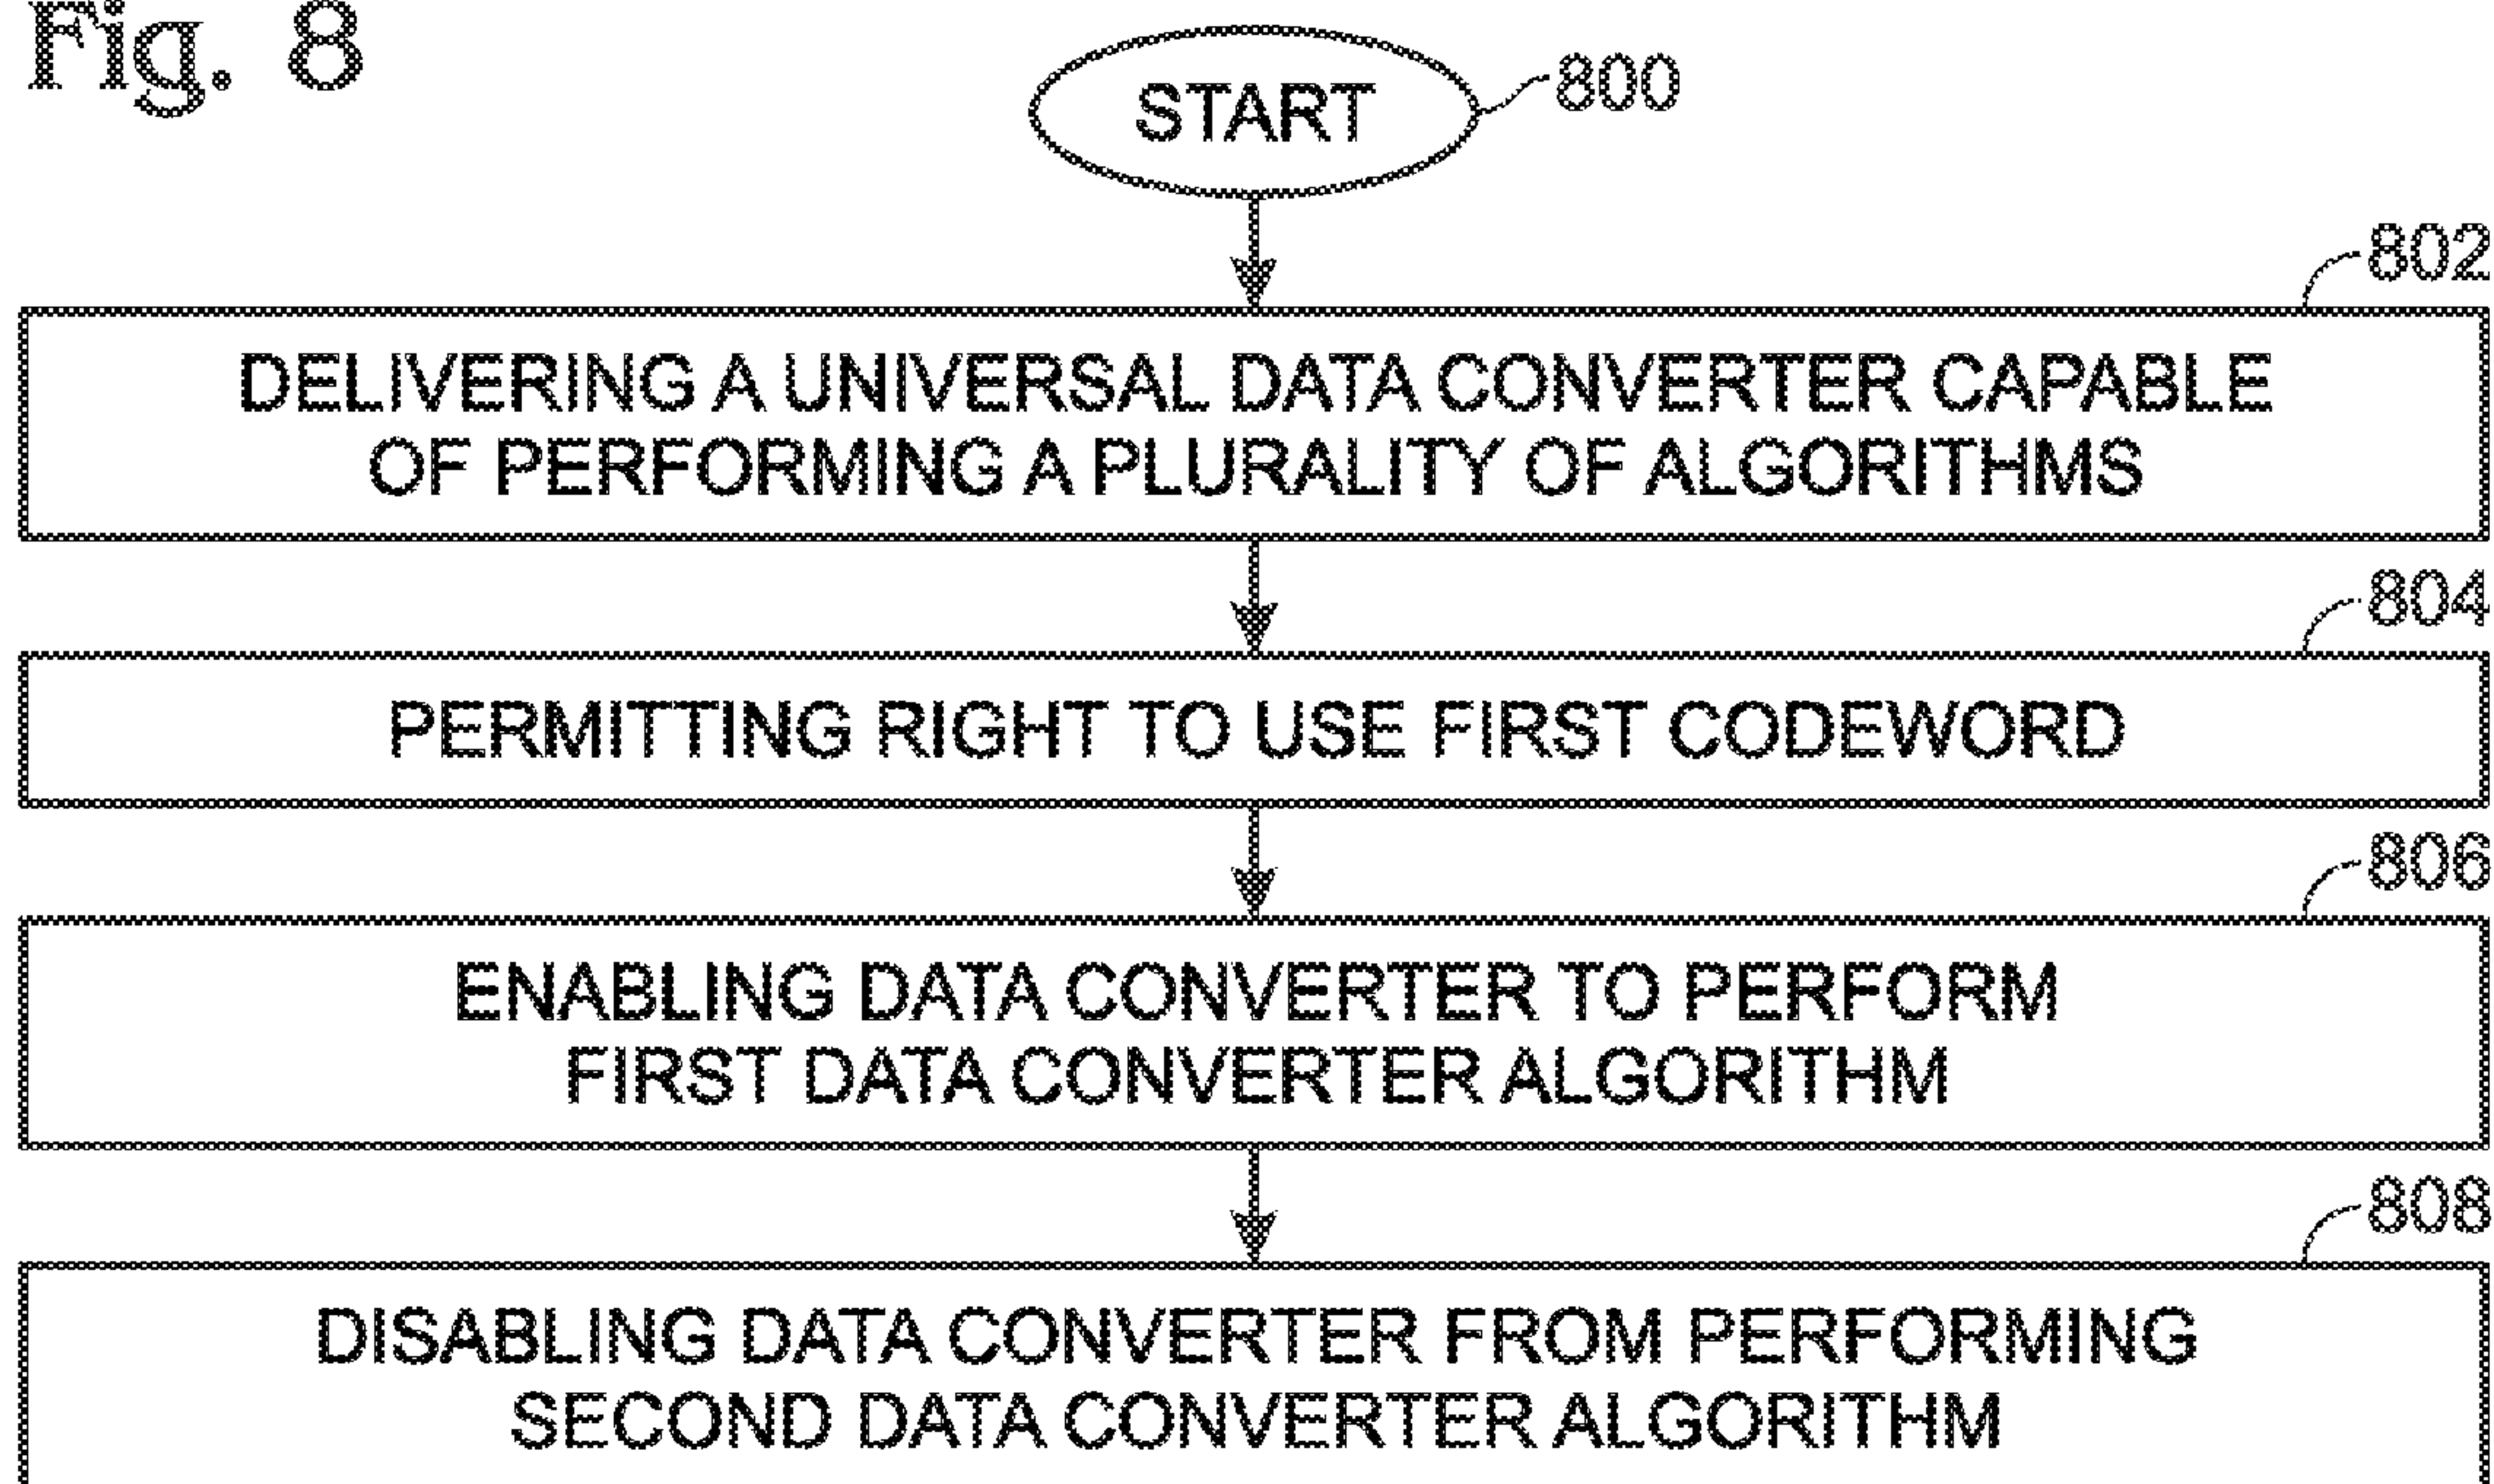 Fig. 8
START
800
802
DELIVERING A UNIVERSAL DATA CONVERTER CAPABLE
OF PERFORMING A PLURALITY OF ALGORITHMS
804
PERMITTING RIGHT TO USE FIRST CODEWORD
806
ENABLING DATA CONVERTER TO PERFORM
FIRST DATA CONVERTER ALGORITHM
808
DISABLING DATA CONVERTER FROM PERFORMING
SECOND DATA CONVERTER ALGORITHM